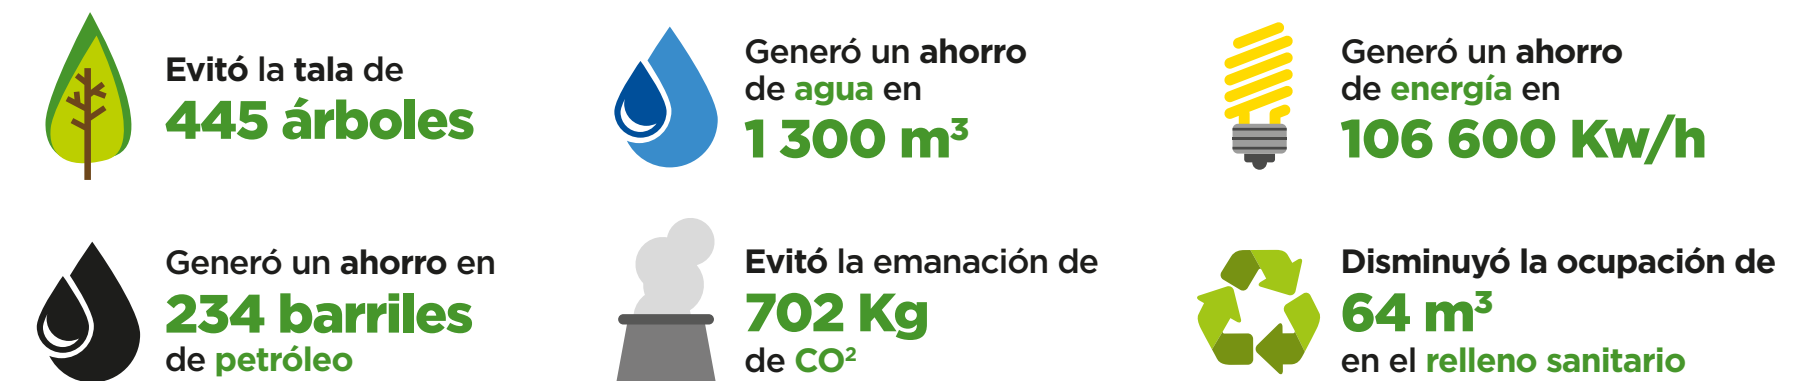 Evitó la tala de
445 árboles
Generó un ahorro
de agua en
1 300 m³
Generó un ahorro
de energía en
106 600 Kw/h
Generó un ahorro en
234 barriles
de petróleo
Evitó la emanación de
702 Kg
de CO²
Disminuyó la ocupación de
64 m³
en el relleno sanitario